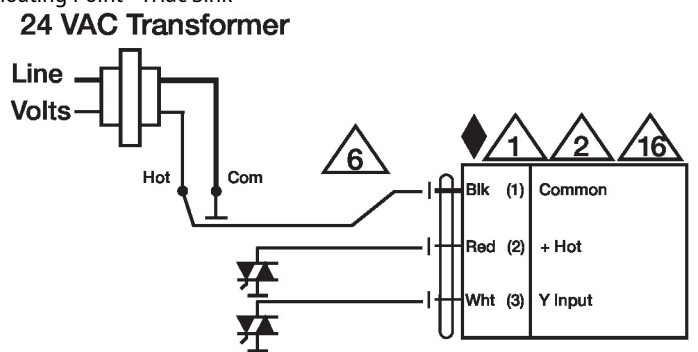 24 VAC Transformer
Line
Volts
Hot
Com
6
1
2
16
Blk (1) Common
Red (2) + Hot
Wht (3) Y Input